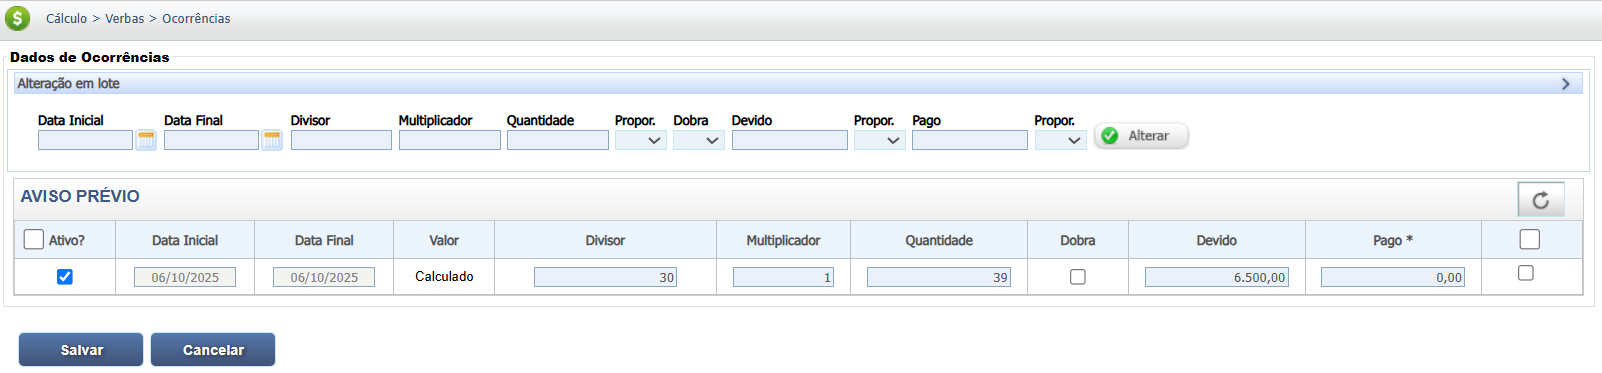 Cálculo > Verbas > Ocorrências
Dados de Ocorrências
Alteração em lote
Data Inicial Data Final Divisor Multiplicador Quantidade Propor. Dobra Devido Propor. Pago Propor.
Alterar
AVISO PRÉVIO
Ativo? Data Inicial Data Final Valor Divisor Multiplicador Quantidade Dobra Devido Pago *
06/10/2025 06/10/2025 Calculado 30 1 39 6.500,00 0,00
Salvar Cancelar